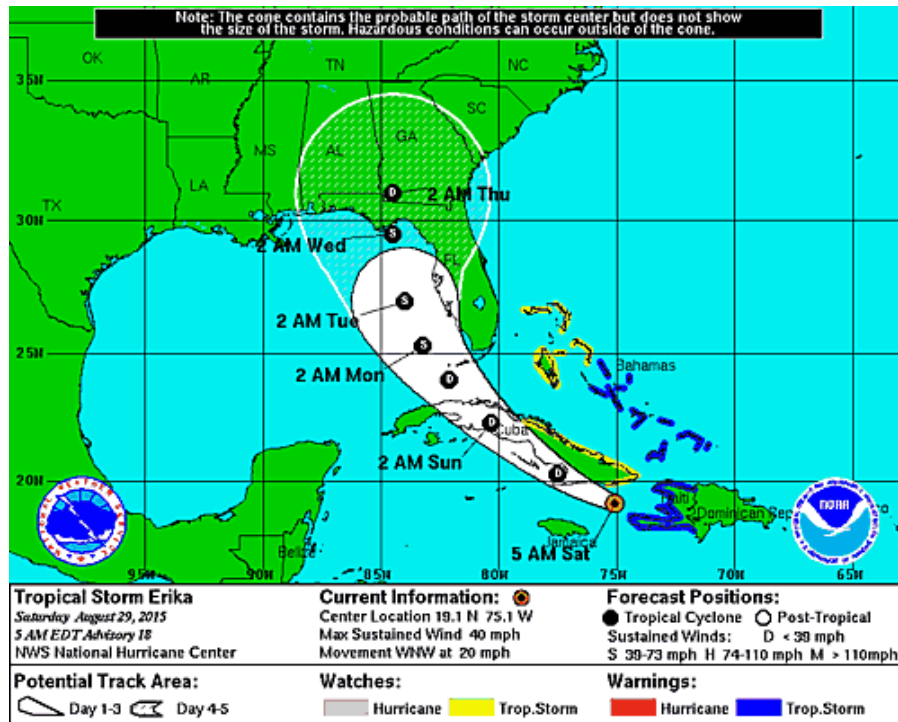 Note: The cone contains the probable path of the storm center but does not show
the size of the storm. Hazardous conditions can occur outside of the cone.
OK
AR
TN
NC
35N
SC
MS
AL
GA
LA
TX
2 AM Thu
30N
2 AM Wed
FL
2 AM Tue
25N
2 AM Mon
Bahamas
Cuba
2 AM Sun
20N
Haiti
Dominican Rep
NOAA
Jamaica
5 AM Sat
Belize
95W 90W 85W 80W 75W 70W 65W
D
S
S
S
D
D
D
Tropical Storm Erika
Saturday August 29, 2015
5 AM EDT Advisory 18
NWS National Hurricane Center
Current Information:
Center Location 19.1 N 75.1 W
Max Sustained Wind 40 mph
Movement WNW at 20 mph
Forecast Positions:
Tropical Cyclone Post-Tropical
Sustained Winds: D < 39 mph
S 39-73 mph H 74-110 mph M > 110mph
Potential Track Area:
Day 1-3 Day 4-5
Watches:
Hurricane Trop.Storm
Warnings:
Hurricane Trop.Storm